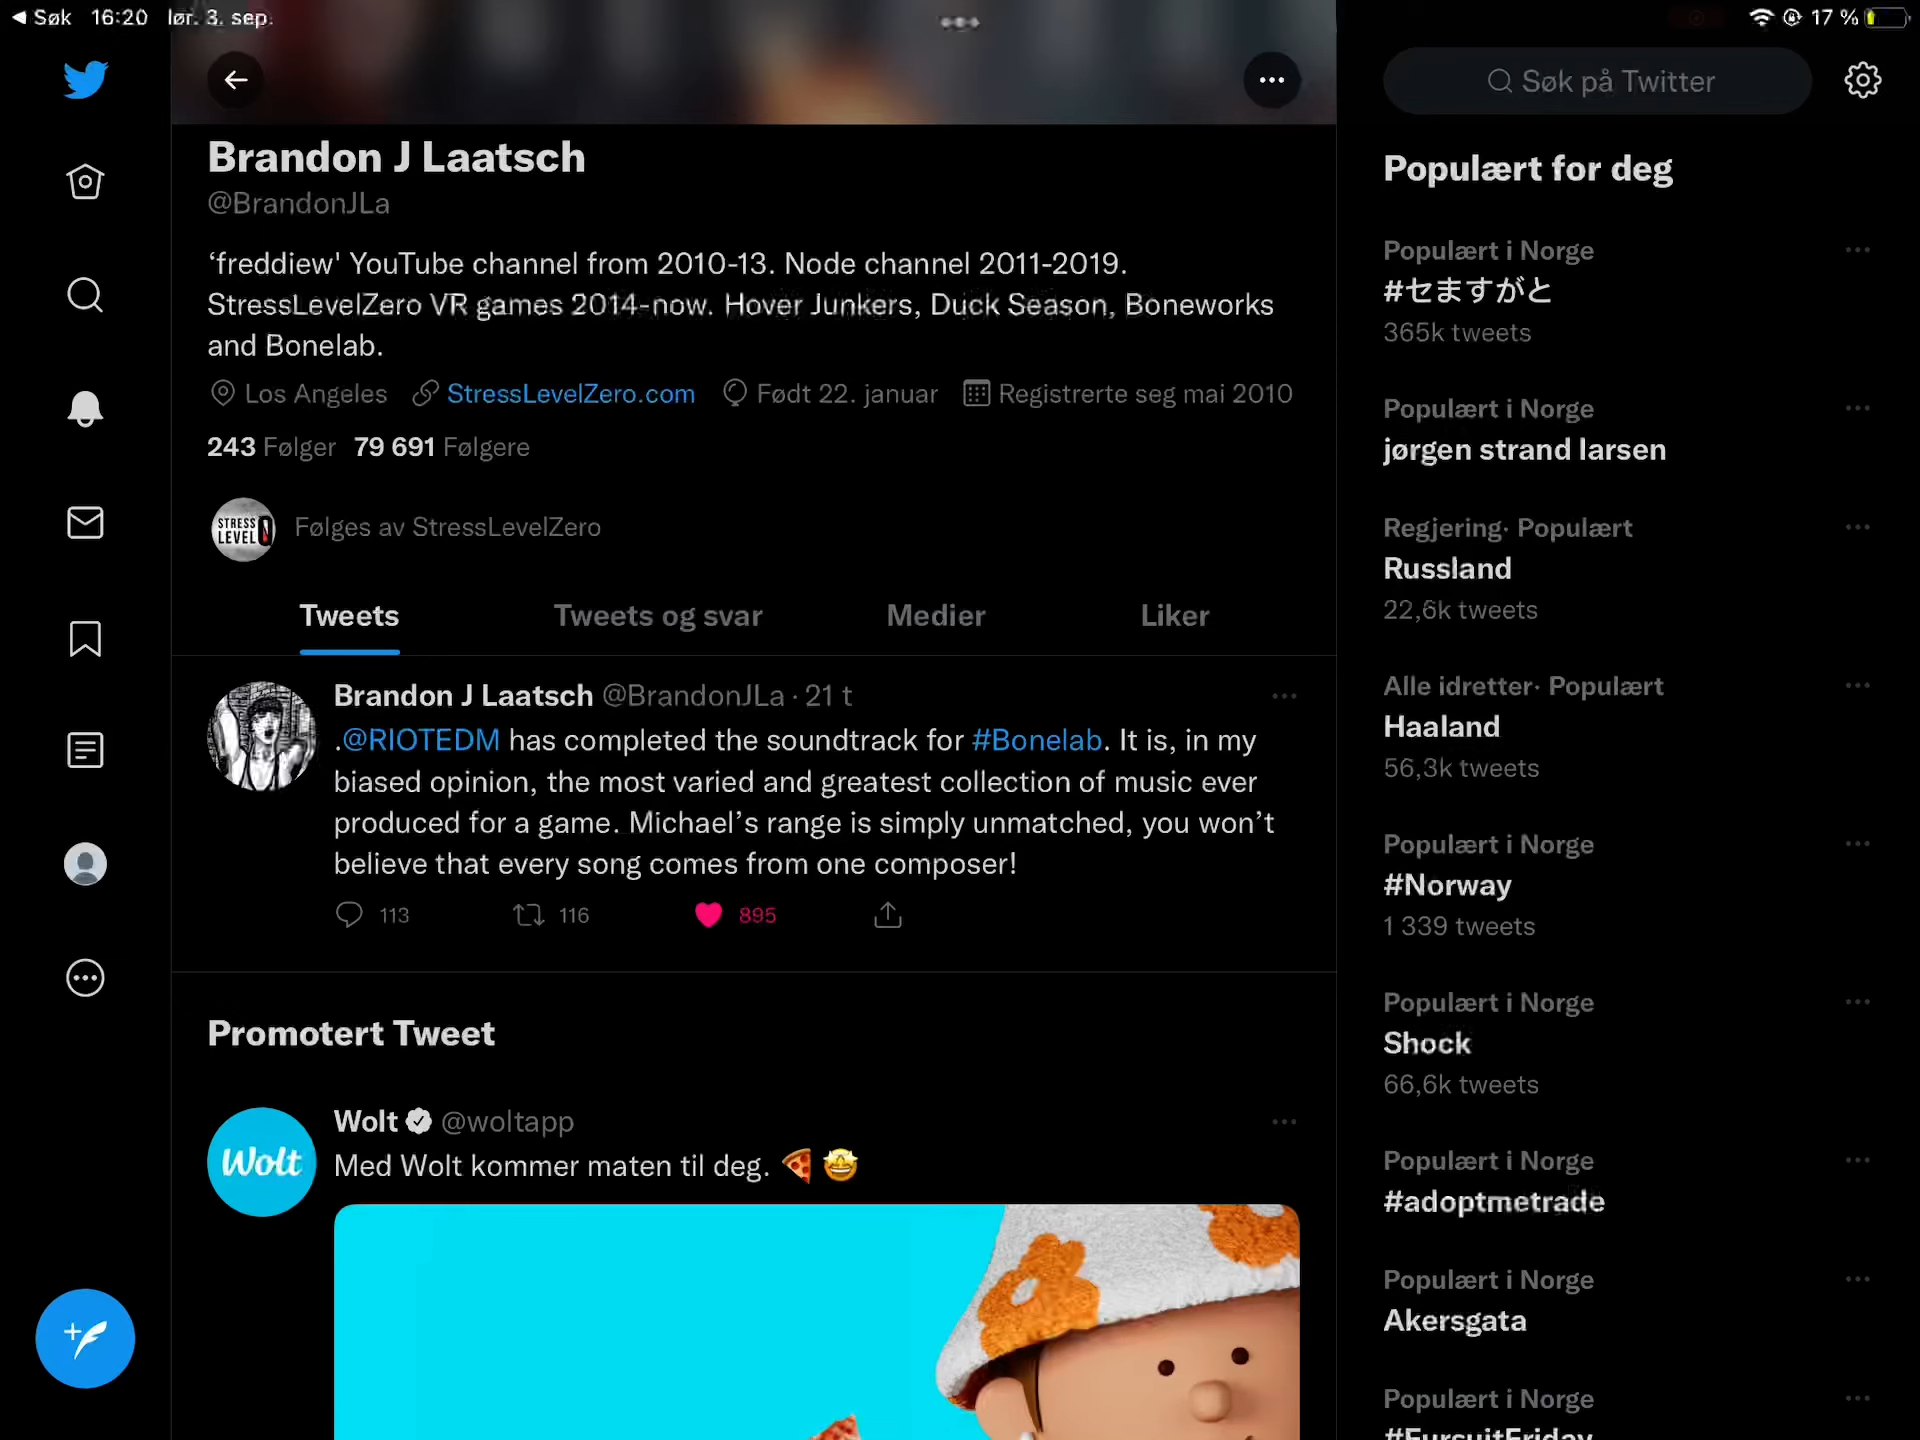 ◀ Søk 16:20 lør. 3. sep.
17 %
Søk på Twitter
Brandon J Laatsch
@BrandonJLa
‘freddiew' YouTube channel from 2010-13. Node channel 2011-2019.
StressLevelZero VR games 2014-now. Hover Junkers, Duck Season, Boneworks
and Bonelab.
Los Angeles StressLevelZero.com Født 22. januar Registrerte seg mai 2010
243 Følger 79 691 Følgere
STRESS
LEVEL
Følges av StressLevelZero
Tweets Tweets og svar Medier Liker
Brandon J Laatsch @BrandonJLa · 21 t
.@RIOTEDM has completed the soundtrack for #Bonelab. It is, in my
biased opinion, the most varied and greatest collection of music ever
produced for a game. Michael’s range is simply unmatched, you won’t
believe that every song comes from one composer!
113 116 895
Promotert Tweet
Wolt
Wolt @woltapp
Med Wolt kommer maten til deg. 🍕 🤩
Populært for deg
Populært i Norge
#セますがと
365k tweets
Populært i Norge
jørgen strand larsen
Regjering· Populært
Russland
22,6k tweets
Alle idretter· Populært
Haaland
56,3k tweets
Populært i Norge
#Norway
1 339 tweets
Populært i Norge
Shock
66,6k tweets
Populært i Norge
#adoptmetrade
Populært i Norge
Akersgata
Populært i Norge
#FursuitFriday